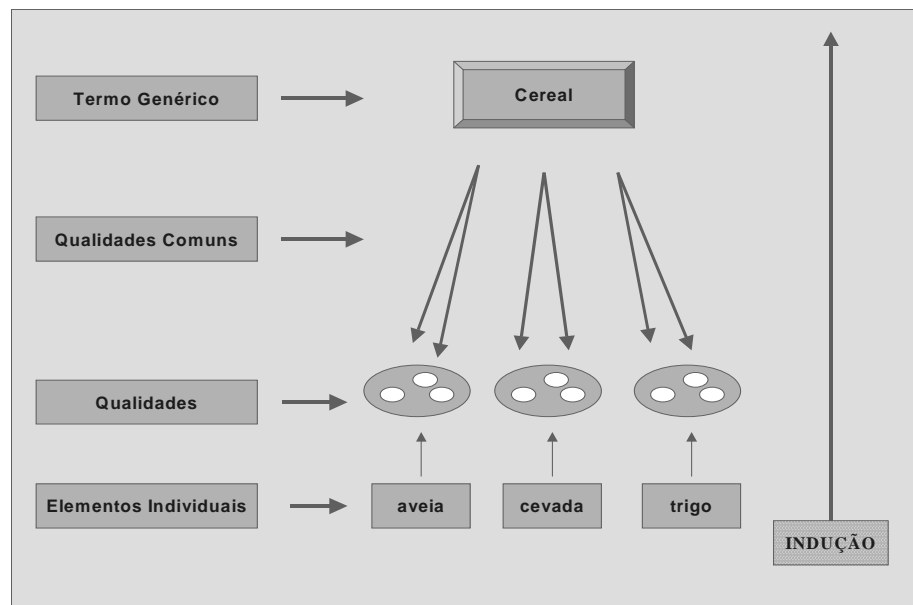 Termo Genérico
Cereal
Qualidades Comuns
Qualidades
Elementos Individuais
aveia
cevada
trigo
INDUÇÃO